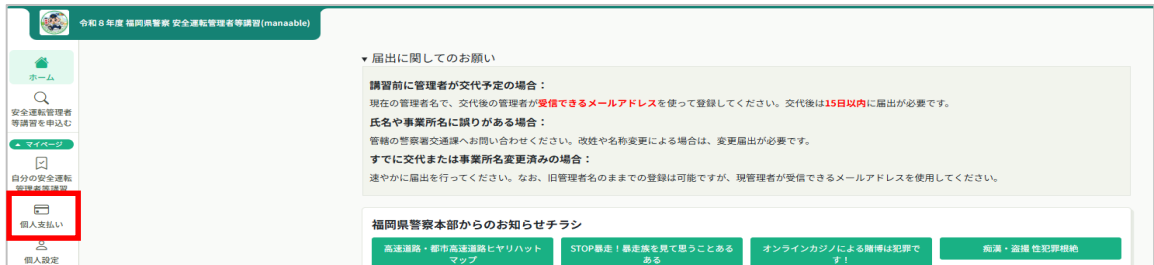 令和８年度 福岡県警察 安全運転管理者等講習(manaable)
ホーム
安全運転管理者
等講習を申込む
マイページ
自分の安全運転
管理者等講習
個人支払い
個人設定
▼ 届出に関してのお願い
講習前に管理者が交代予定の場合：
現在の管理者名で、交代後の管理者が受信できるメールアドレスを使って登録してください。交代後は15日以内に届出が必要です。
氏名や事業所名に誤りがある場合：
管轄の警察署交通課へお問い合わせください。改姓や名称変更による場合は、変更届出が必要です。
すでに交代または事業所名変更済みの場合：
速やかに届出を行ってください。なお、旧管理者名のままでの登録は可能ですが、現管理者が受信できるメールアドレスを使用してください。
福岡県警察本部からのお知らせチラシ
高速道路・都市高速道路ヒヤリハット
マップ
STOP暴走！暴走族を見て思うことある
ある
オンラインカジノによる賭博は犯罪で
す！
痴漢・盗撮 性犯罪根絶